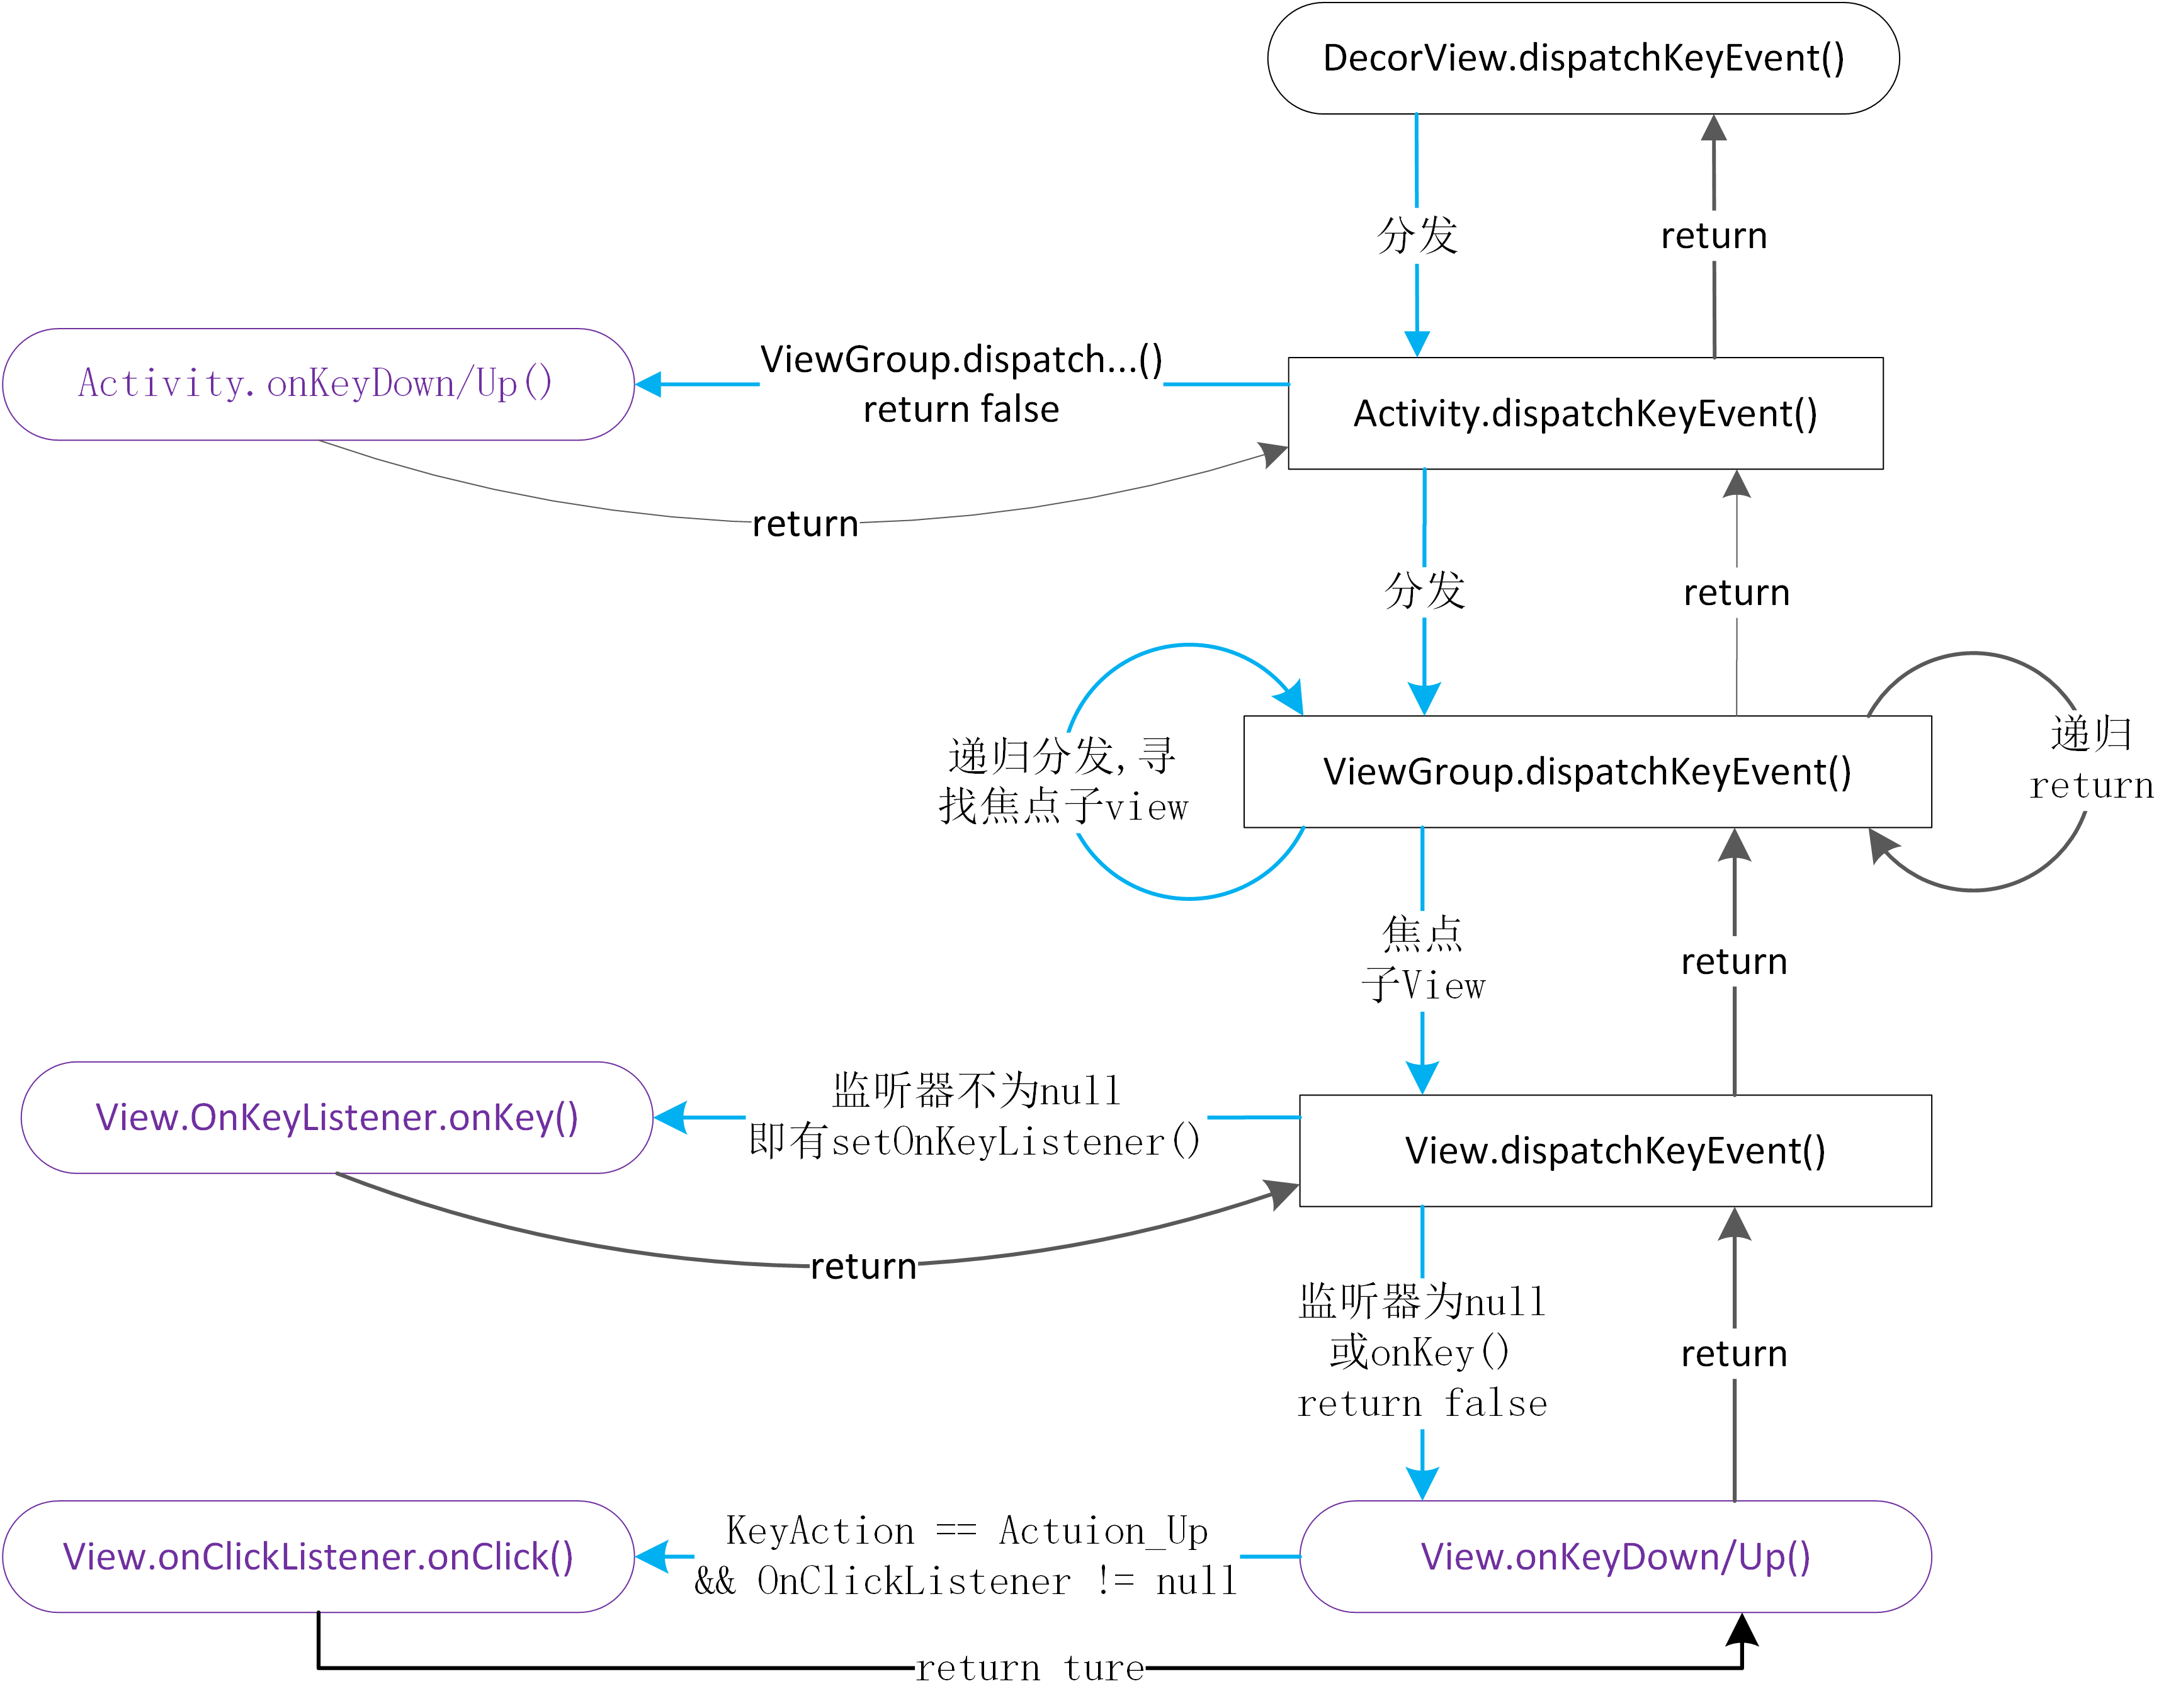 DecorView.dispatchKeyEvent()
分发
return
ViewGroup.dispatch...()
return false
Activity.onKeyDown/Up()
Activity.dispatchKeyEvent()
return
分发
return
递归分发,寻
找焦点子view
ViewGroup.dispatchKeyEvent()
递归
return
焦点
子View
return
监听器不为null
即有setOnKeyListener()
View.OnKeyListener.onKey()
View.dispatchKeyEvent()
return
监听器为null
或onKey()
return false
return
KeyAction == Actuion_Up
&& OnClickListener != null
View.onClickListener.onClick()
View.onKeyDown/Up()
return ture